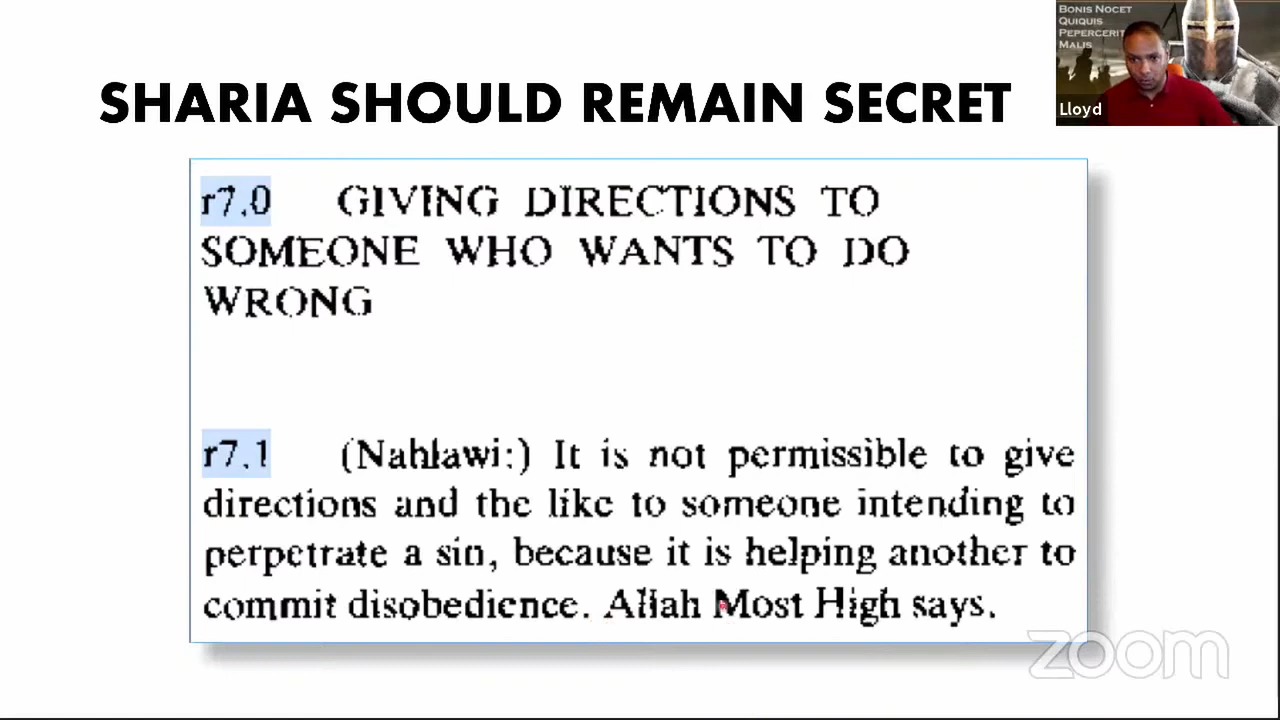 BONIS NOCET
QUIQUIS
PEPERCERIT
MALIS
Lloyd
SHARIA SHOULD REMAIN SECRET
r7.0 GIVING DIRECTIONS TO
SOMEONE WHO WANTS TO DO
WRONG
r7.1 (Nahlawi:) It is not permissible to give
directions and the like to someone intending to
perpetrate a sin, because it is helping another to
commit disobedience. Allah Most High says.
zoom